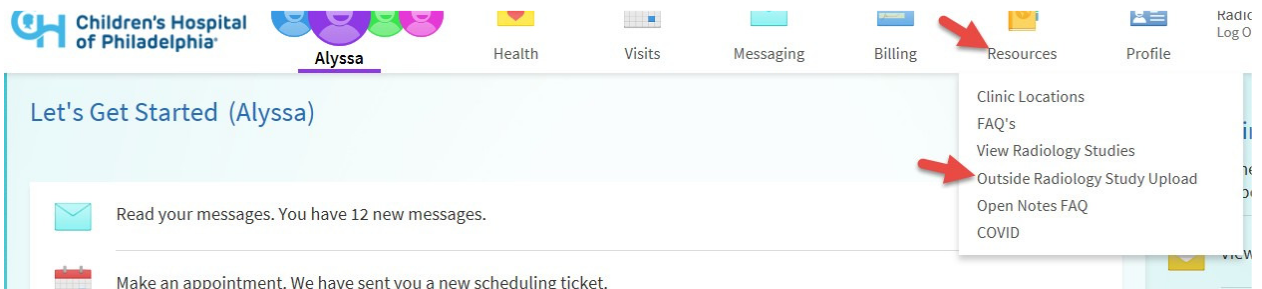 Children's Hospital
of Philadelphia
Alyssa
Health
Visits
Messaging
Billing
Resources
Profile
Log O
Let's Get Started (Alyssa)
Clinic Locations
FAQ's
View Radiology Studies
Outside Radiology Study Upload
Open Notes FAQ
COVID
Read your messages. You have 12 new messages.
Make an appointment. We have sent you a new scheduling ticket.